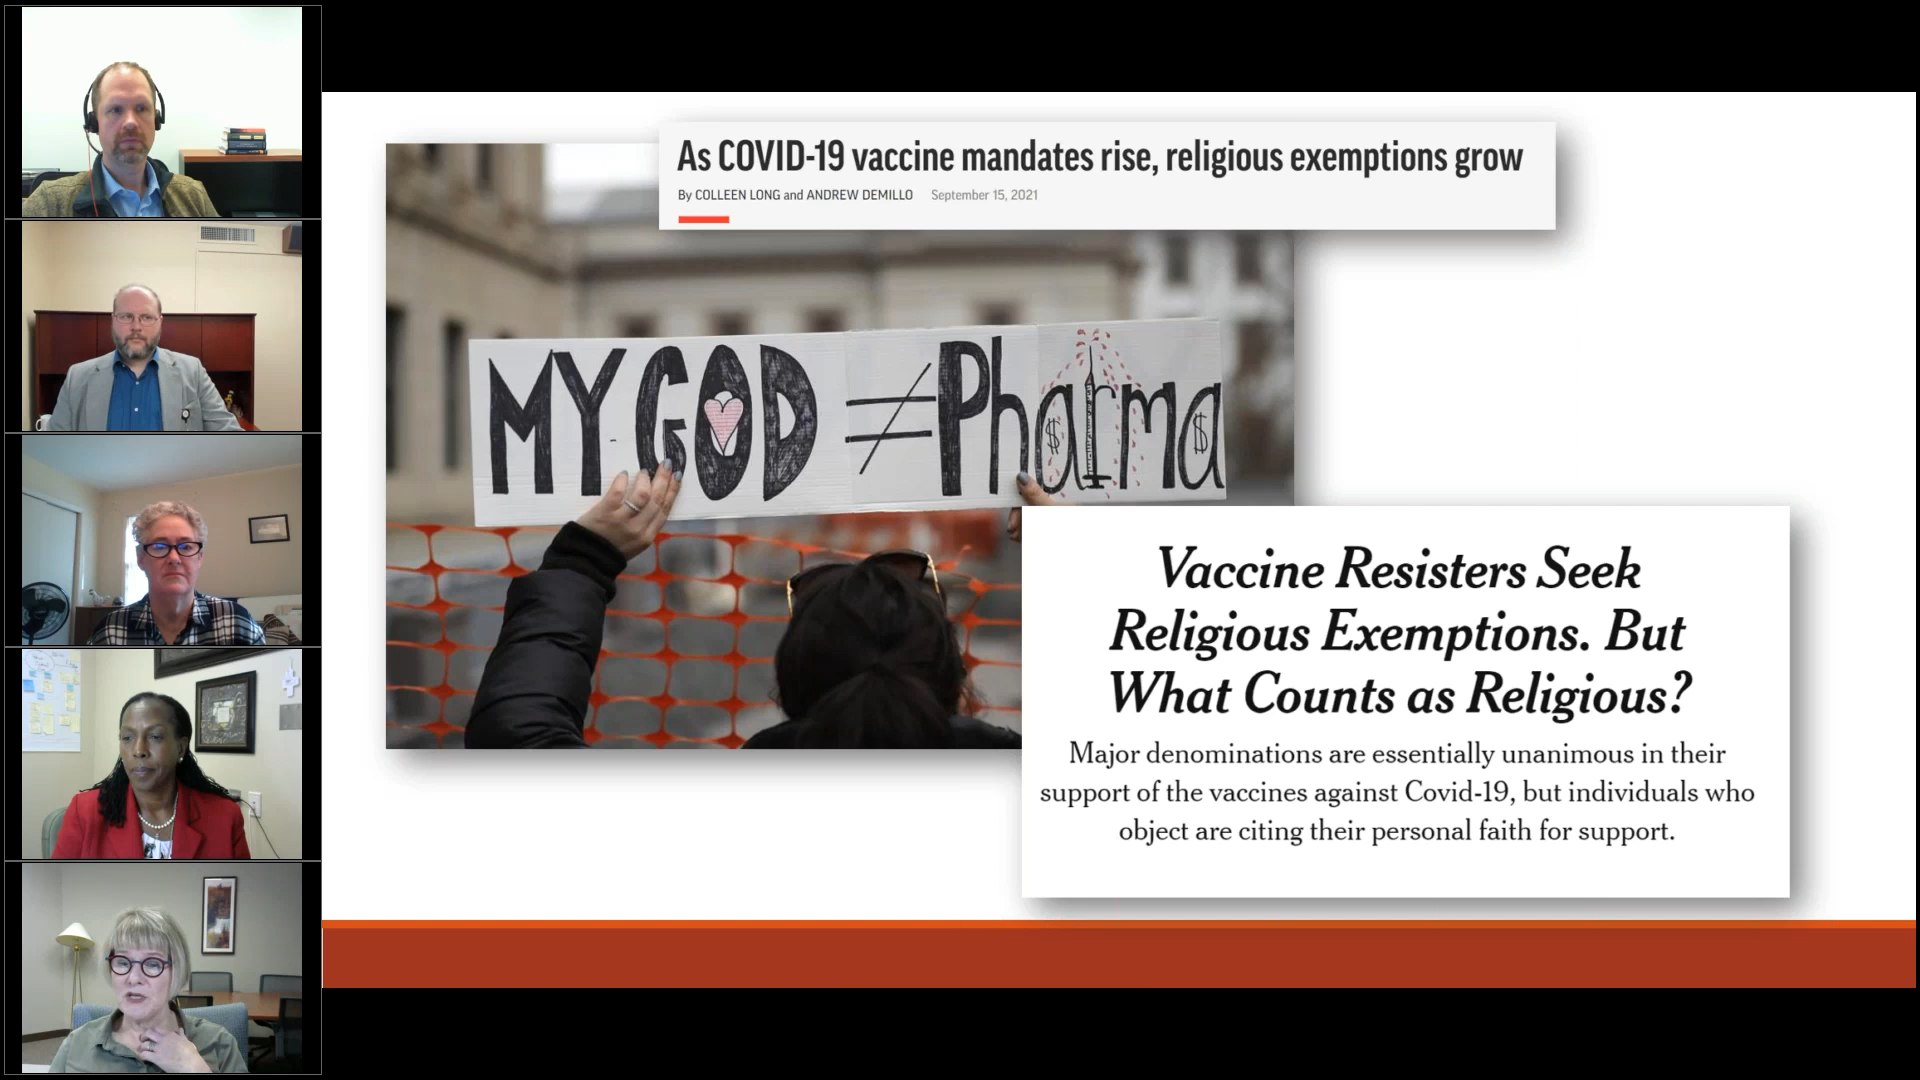 As COVID-19 vaccine mandates rise, religious exemptions grow
By COLLEEN LONG and ANDREW DEMILLO September 15, 2021
MY GOD ≠ Pharma
Vaccine Resisters Seek
Religious Exemptions. But
What Counts as Religious?
Major denominations are essentially unanimous in their
support of the vaccines against Covid-19, but individuals who
object are citing their personal faith for support.